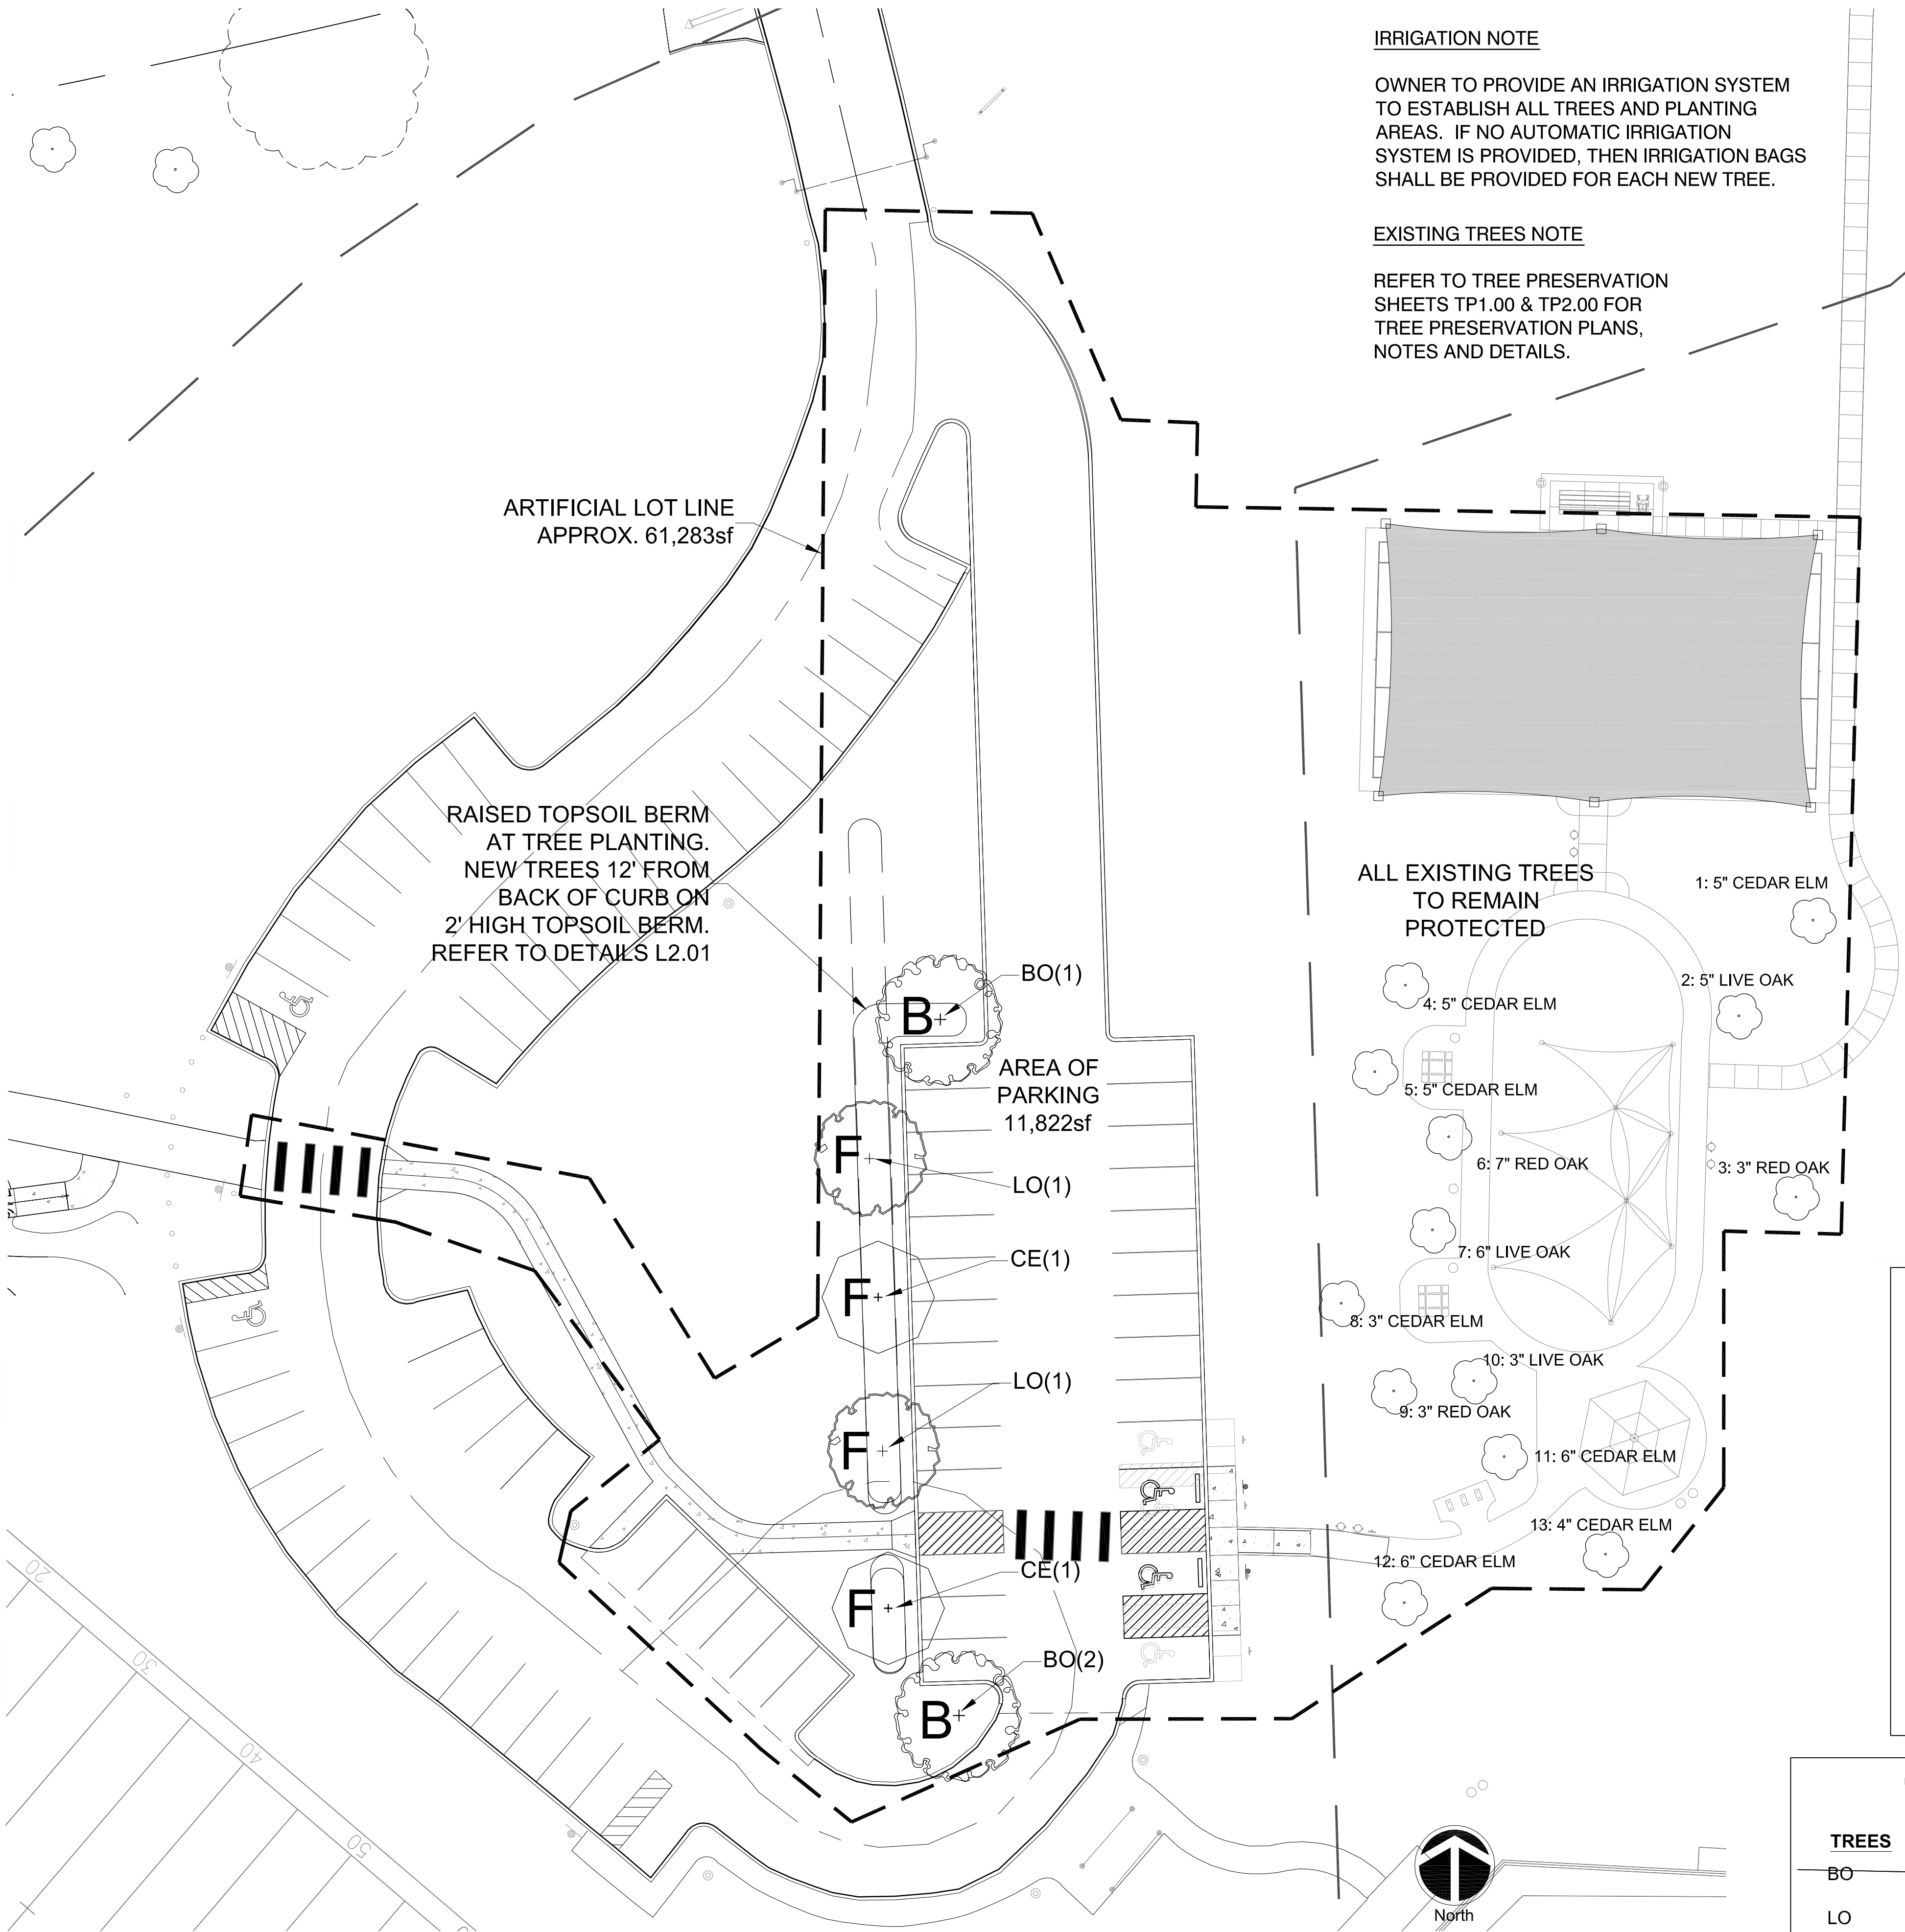 IRRIGATION NOTE
OWNER TO PROVIDE AN IRRIGATION SYSTEM
TO ESTABLISH ALL TREES AND PLANTING
AREAS. IF NO AUTOMATIC IRRIGATION
SYSTEM IS PROVIDED, THEN IRRIGATION BAGS
SHALL BE PROVIDED FOR EACH NEW TREE.
EXISTING TREES NOTE
REFER TO TREE PRESERVATION
SHEETS TP1.00 & TP2.00 FOR
TREE PRESERVATION PLANS,
NOTES AND DETAILS.
ARTIFICIAL LOT LINE
APPROX. 61,283sf
RAISED TOPSOIL BERM
AT TREE PLANTING.
NEW TREES 12' FROM
BACK OF CURB ON
2' HIGH TOPSOIL BERM.
REFER TO DETAILS L2.01
ALL EXISTING TREES
TO REMAIN
PROTECTED
1: 5" CEDAR ELM
2: 5" LIVE OAK
4: 5" CEDAR ELM
5: 5" CEDAR ELM
6: 7" RED OAK
3: 3" RED OAK
7: 6" LIVE OAK
8: 3" CEDAR ELM
10: 3" LIVE OAK
9: 3" RED OAK
11: 6" CEDAR ELM
13: 4" CEDAR ELM
12: 6" CEDAR ELM
BO(1)
B
AREA OF
PARKING
11,822sf
F
LO(1)
CE(1)
F
LO(1)
F
CE(1)
F
BO(2)
B
20
30
40
50
North
TREES
BO
LO